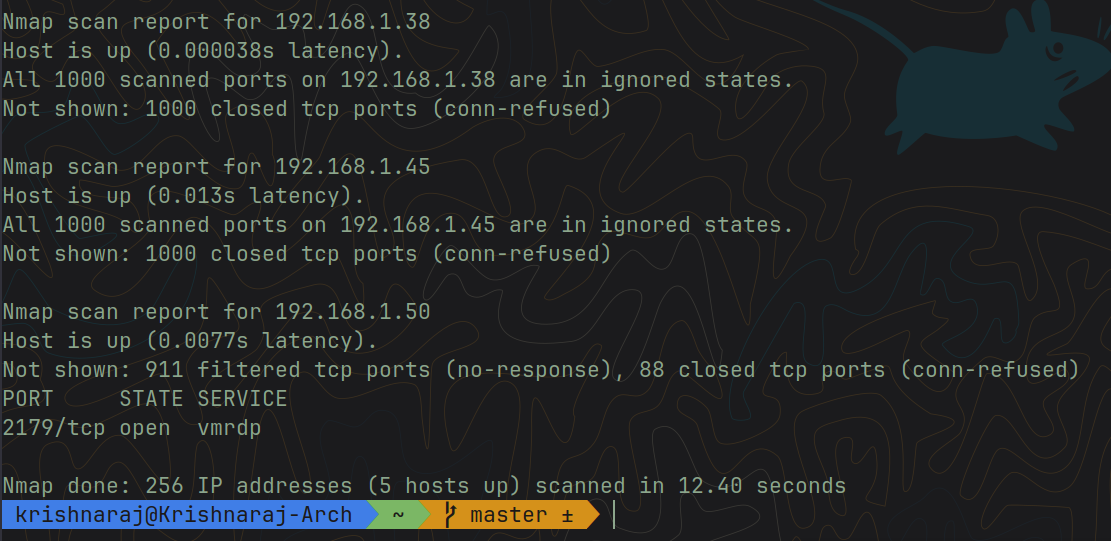 Nmap scan report for 192.168.1.38
Host is up (0.000038s latency).
All 1000 scanned ports on 192.168.1.38 are in ignored states.
Not shown: 1000 closed tcp ports (conn-refused)
Nmap scan report for 192.168.1.45
Host is up (0.013s latency).
All 1000 scanned ports on 192.168.1.45 are in ignored states.
Not shown: 1000 closed tcp ports (conn-refused)
Nmap scan report for 192.168.1.50
Host is up (0.0077s latency).
Not shown: 911 filtered tcp ports (no-response), 88 closed tcp ports (conn-refused)
PORT     STATE SERVICE
2179/tcp open  vmrdp
Nmap done: 256 IP addresses (5 hosts up) scanned in 12.40 seconds
krishnaraj@Krishnaraj-Arch ~ master ±